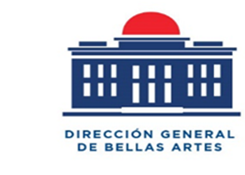 DIRECCIÓN GENERAL
DE BELLAS ARTES